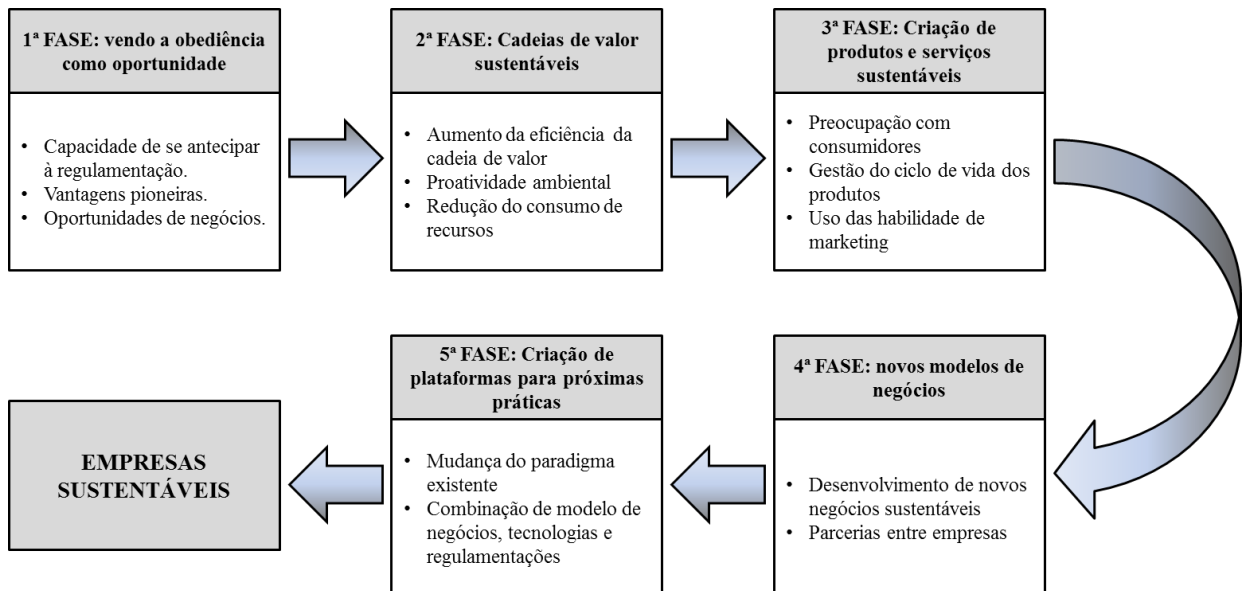 1ª FASE: vendo a obediência
como oportunidade
• Capacidade de se antecipar
à regulamentação.
• Vantagens pioneiras.
• Oportunidades de negócios.
2ª FASE: Cadeias de valor
sustentáveis
• Aumento da eficiência da
cadeia de valor
• Proatividade ambiental
• Redução do consumo de
recursos
3ª FASE: Criação de
produtos e serviços
sustentáveis
• Preocupação com
consumidores
• Gestão do ciclo de vida dos
produtos
• Uso das habilidade de
marketing
4ª FASE: novos modelos de
negócios
• Desenvolvimento de novos
negócios sustentáveis
• Parcerias entre empresas
5ª FASE: Criação de
plataformas para próximas
práticas
• Mudança do paradigma
existente
• Combinação de modelo de
negócios, tecnologias e
regulamentações
EMPRESAS
SUSTENTÁVEIS